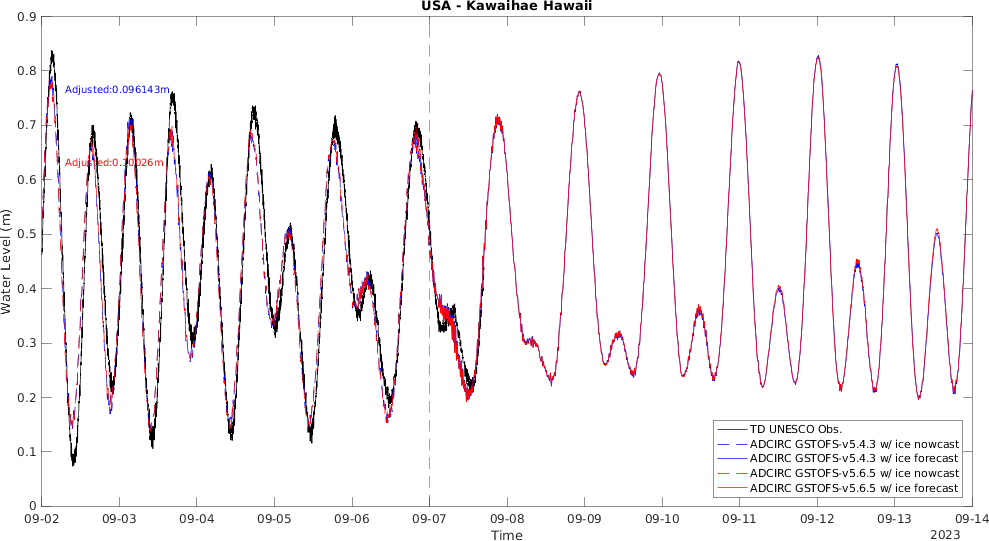 USA - Kawaihae Hawaii
0.9
0.8
0.7
0.6
0.5
0.4
0.3
0.2
0.1
0
Water Level (m)
Adjusted:0.096143m
Adjusted:0.10026m
TD UNESCO Obs.
ADCIRC GSTOFS-v5.4.3 w/ ice nowcast
ADCIRC GSTOFS-v5.4.3 w/ ice forecast
ADCIRC GSTOFS-v5.6.5 w/ ice nowcast
ADCIRC GSTOFS-v5.6.5 w/ ice forecast
09-02 09-03 09-04 09-05 09-06 09-07 09-08 09-09 09-10 09-11 09-12 09-13 09-14
Time
2023